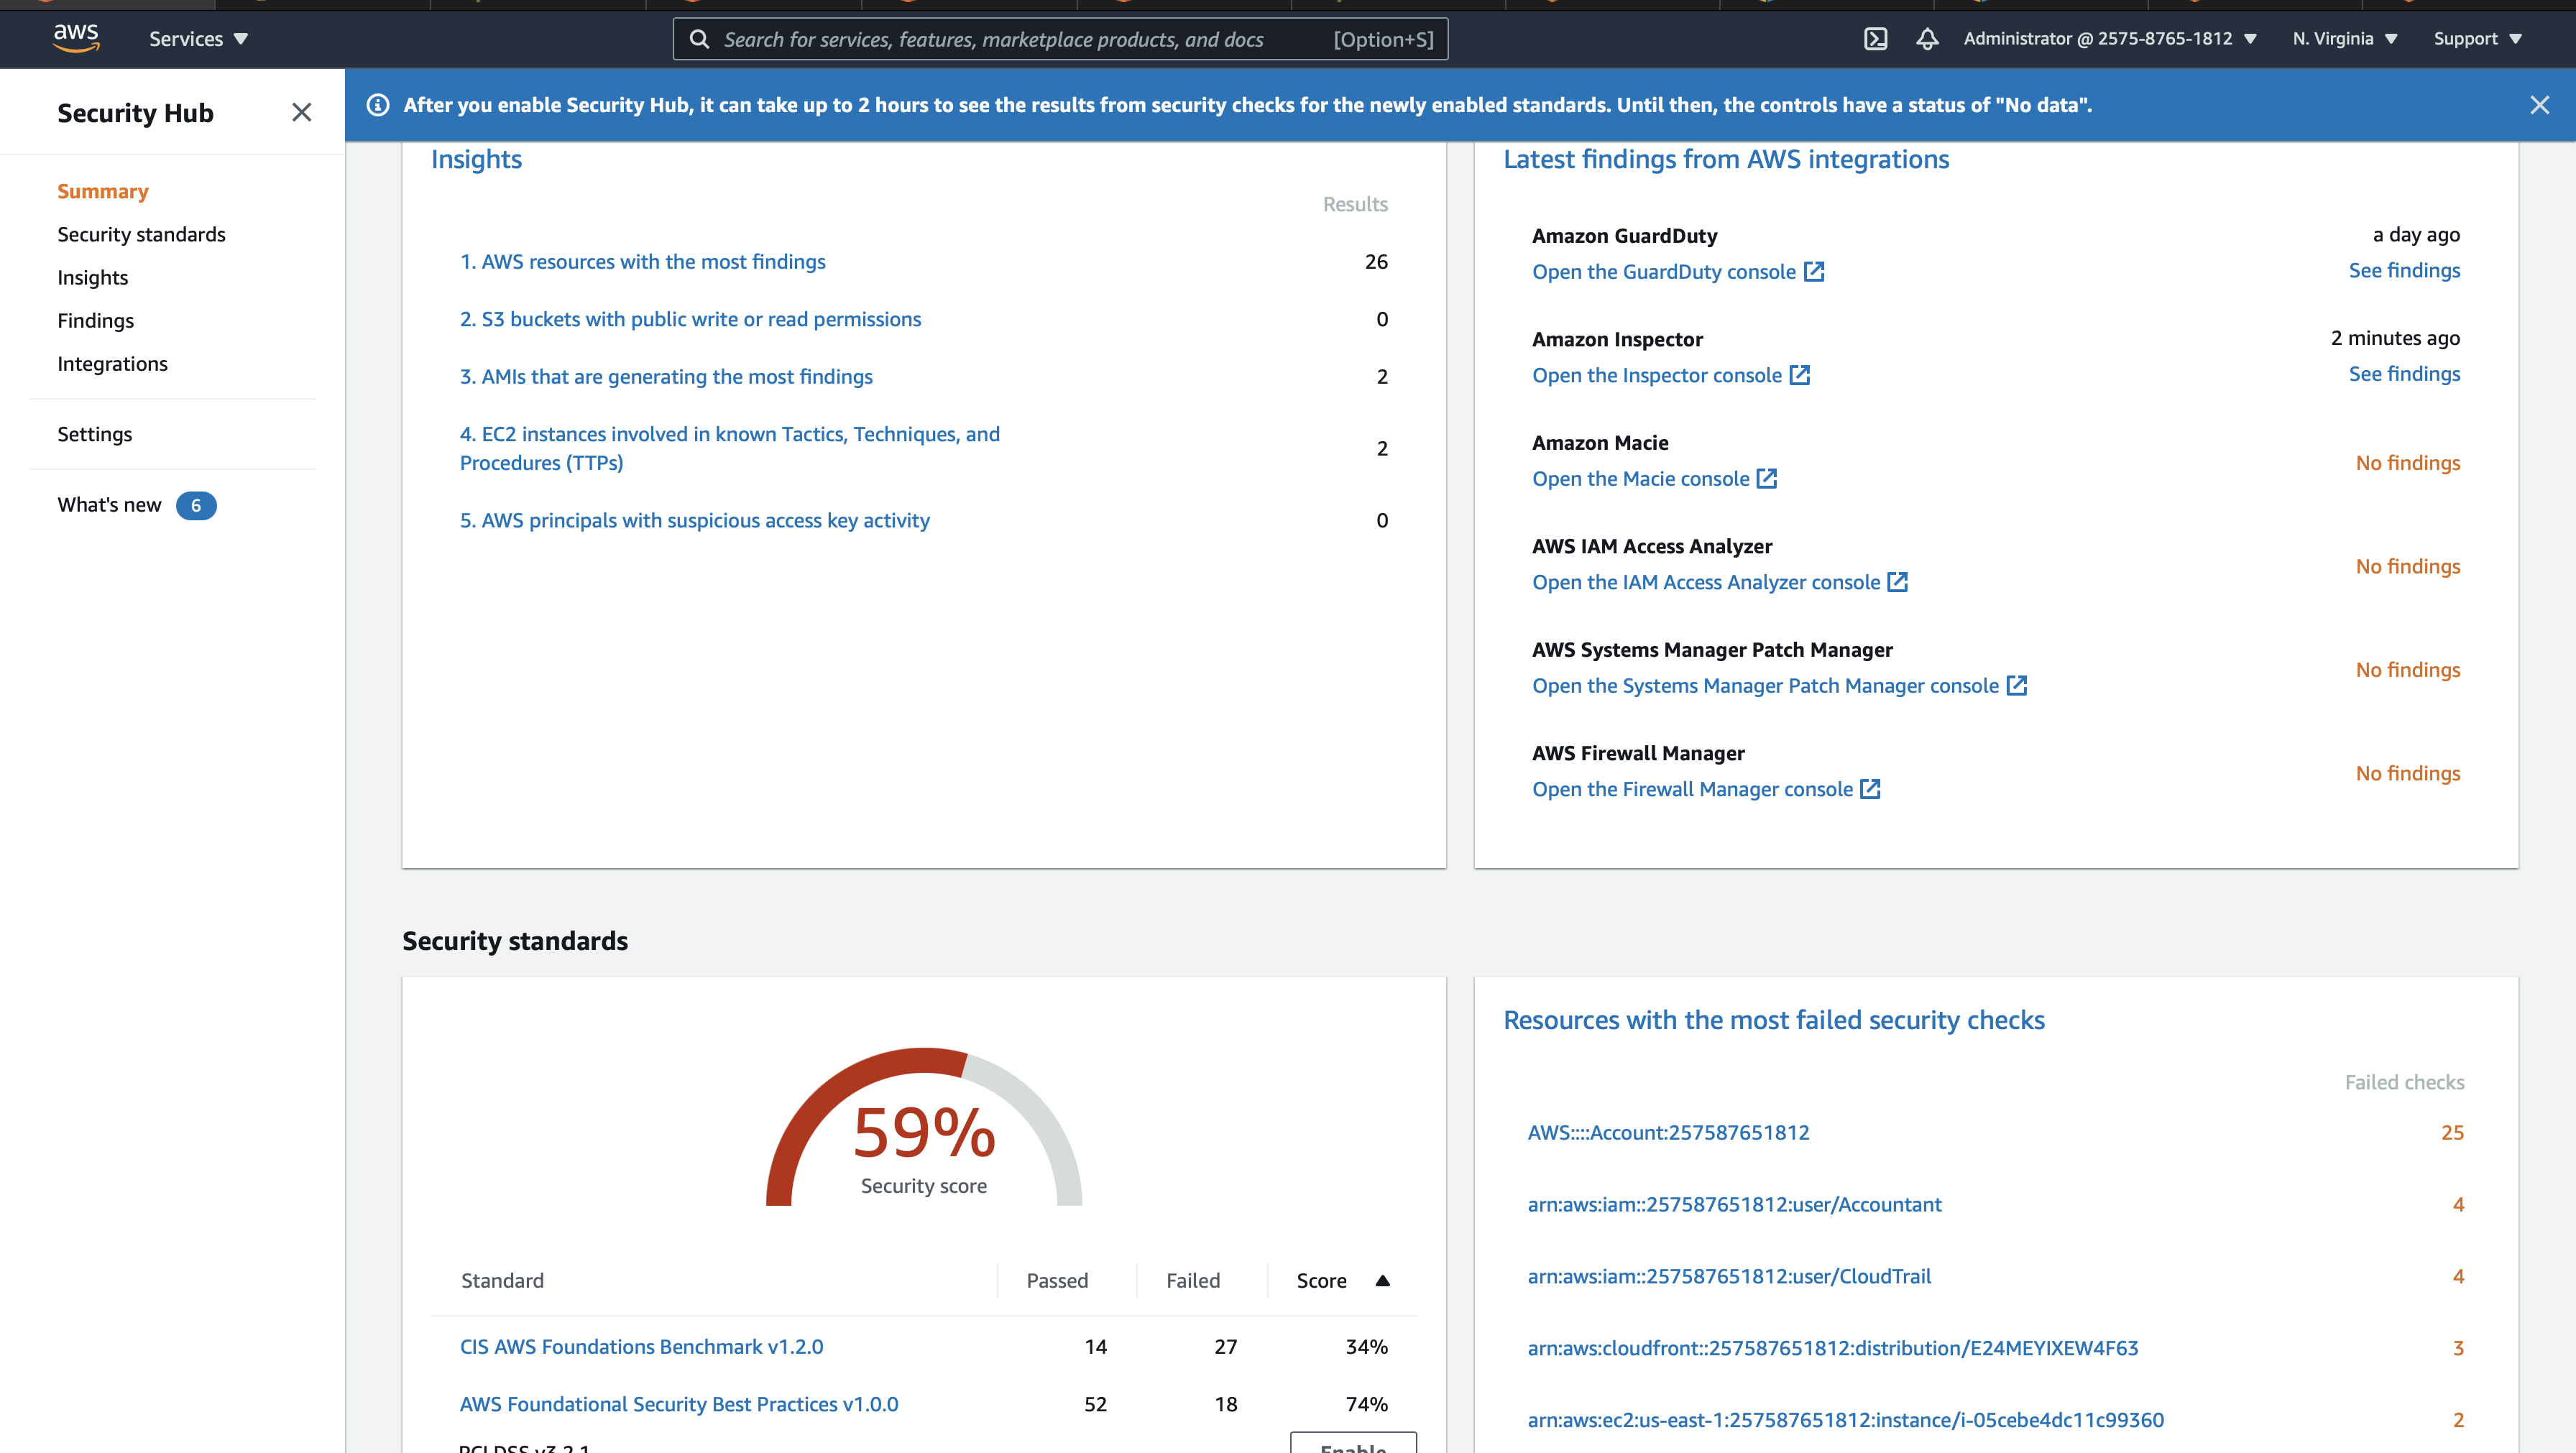 aws
Services
Search for services, features, marketplace products, and docs [Option+S]
Administrator @ 2575-8765-1812
N. Virginia
Support
Security Hub
After you enable Security Hub, it can take up to 2 hours to see the results from security checks for the newly enabled standards. Until then, the controls have a status of "No data".
Summary
Security standards
Insights
Findings
Integrations
Settings
What's new 6
Insights
Results
1. AWS resources with the most findings 26
2. S3 buckets with public write or read permissions 0
3. AMIs that are generating the most findings 2
4. EC2 instances involved in known Tactics, Techniques, and
Procedures (TTPs) 2
5. AWS principals with suspicious access key activity 0
Latest findings from AWS integrations
Amazon GuardDuty a day ago
Open the GuardDuty console See findings
Amazon Inspector 2 minutes ago
Open the Inspector console See findings
Amazon Macie
Open the Macie console No findings
AWS IAM Access Analyzer
Open the IAM Access Analyzer console No findings
AWS Systems Manager Patch Manager
Open the Systems Manager Patch Manager console No findings
AWS Firewall Manager
Open the Firewall Manager console No findings
Security standards
59%
Security score
Standard Passed Failed Score
CIS AWS Foundations Benchmark v1.2.0 14 27 34%
AWS Foundational Security Best Practices v1.0.0 52 18 74%
PCI DSS v3.2.1 Enable
Resources with the most failed security checks
Failed checks
AWS::::Account:257587651812 25
arn:aws:iam::257587651812:user/Accountant 4
arn:aws:iam::257587651812:user/CloudTrail 4
arn:aws:cloudfront::257587651812:distribution/E24MEYIXEW4F63 3
arn:aws:ec2:us-east-1:257587651812:instance/i-05cebe4dc11c99360 2